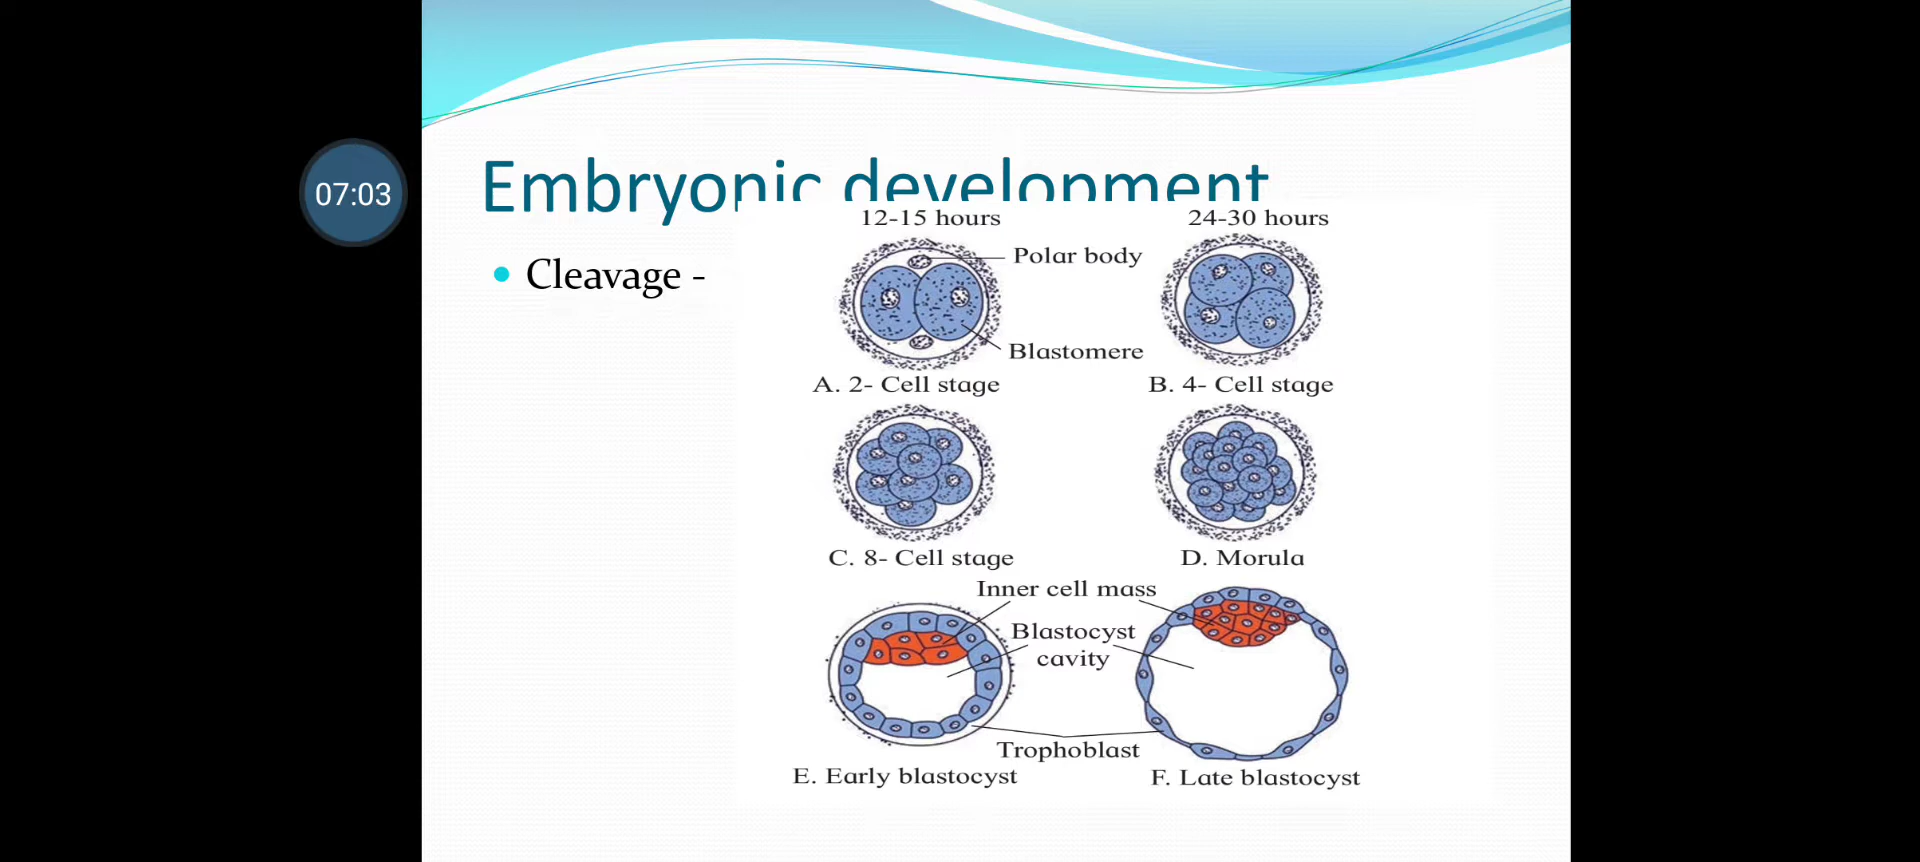 07:03
Embryonic development
Cleavage -
12-15 hours
24-30 hours
Polar body
Blastomere
A. 2- Cell stage
B. 4- Cell stage
C. 8- Cell stage
D. Morula
Inner cell mass
Blastocyst
cavity
Trophoblast
E. Early blastocyst
F. Late blastocyst